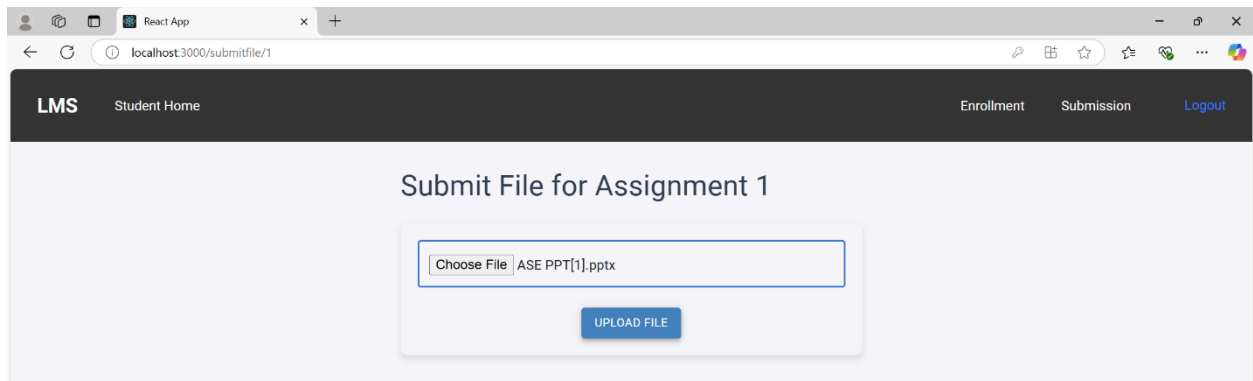 React App
localhost:3000/submitfile/1
LMS Student Home Enrollment Submission Logout
Submit File for Assignment 1
Choose File ASE PPT[1].pptx
UPLOAD FILE